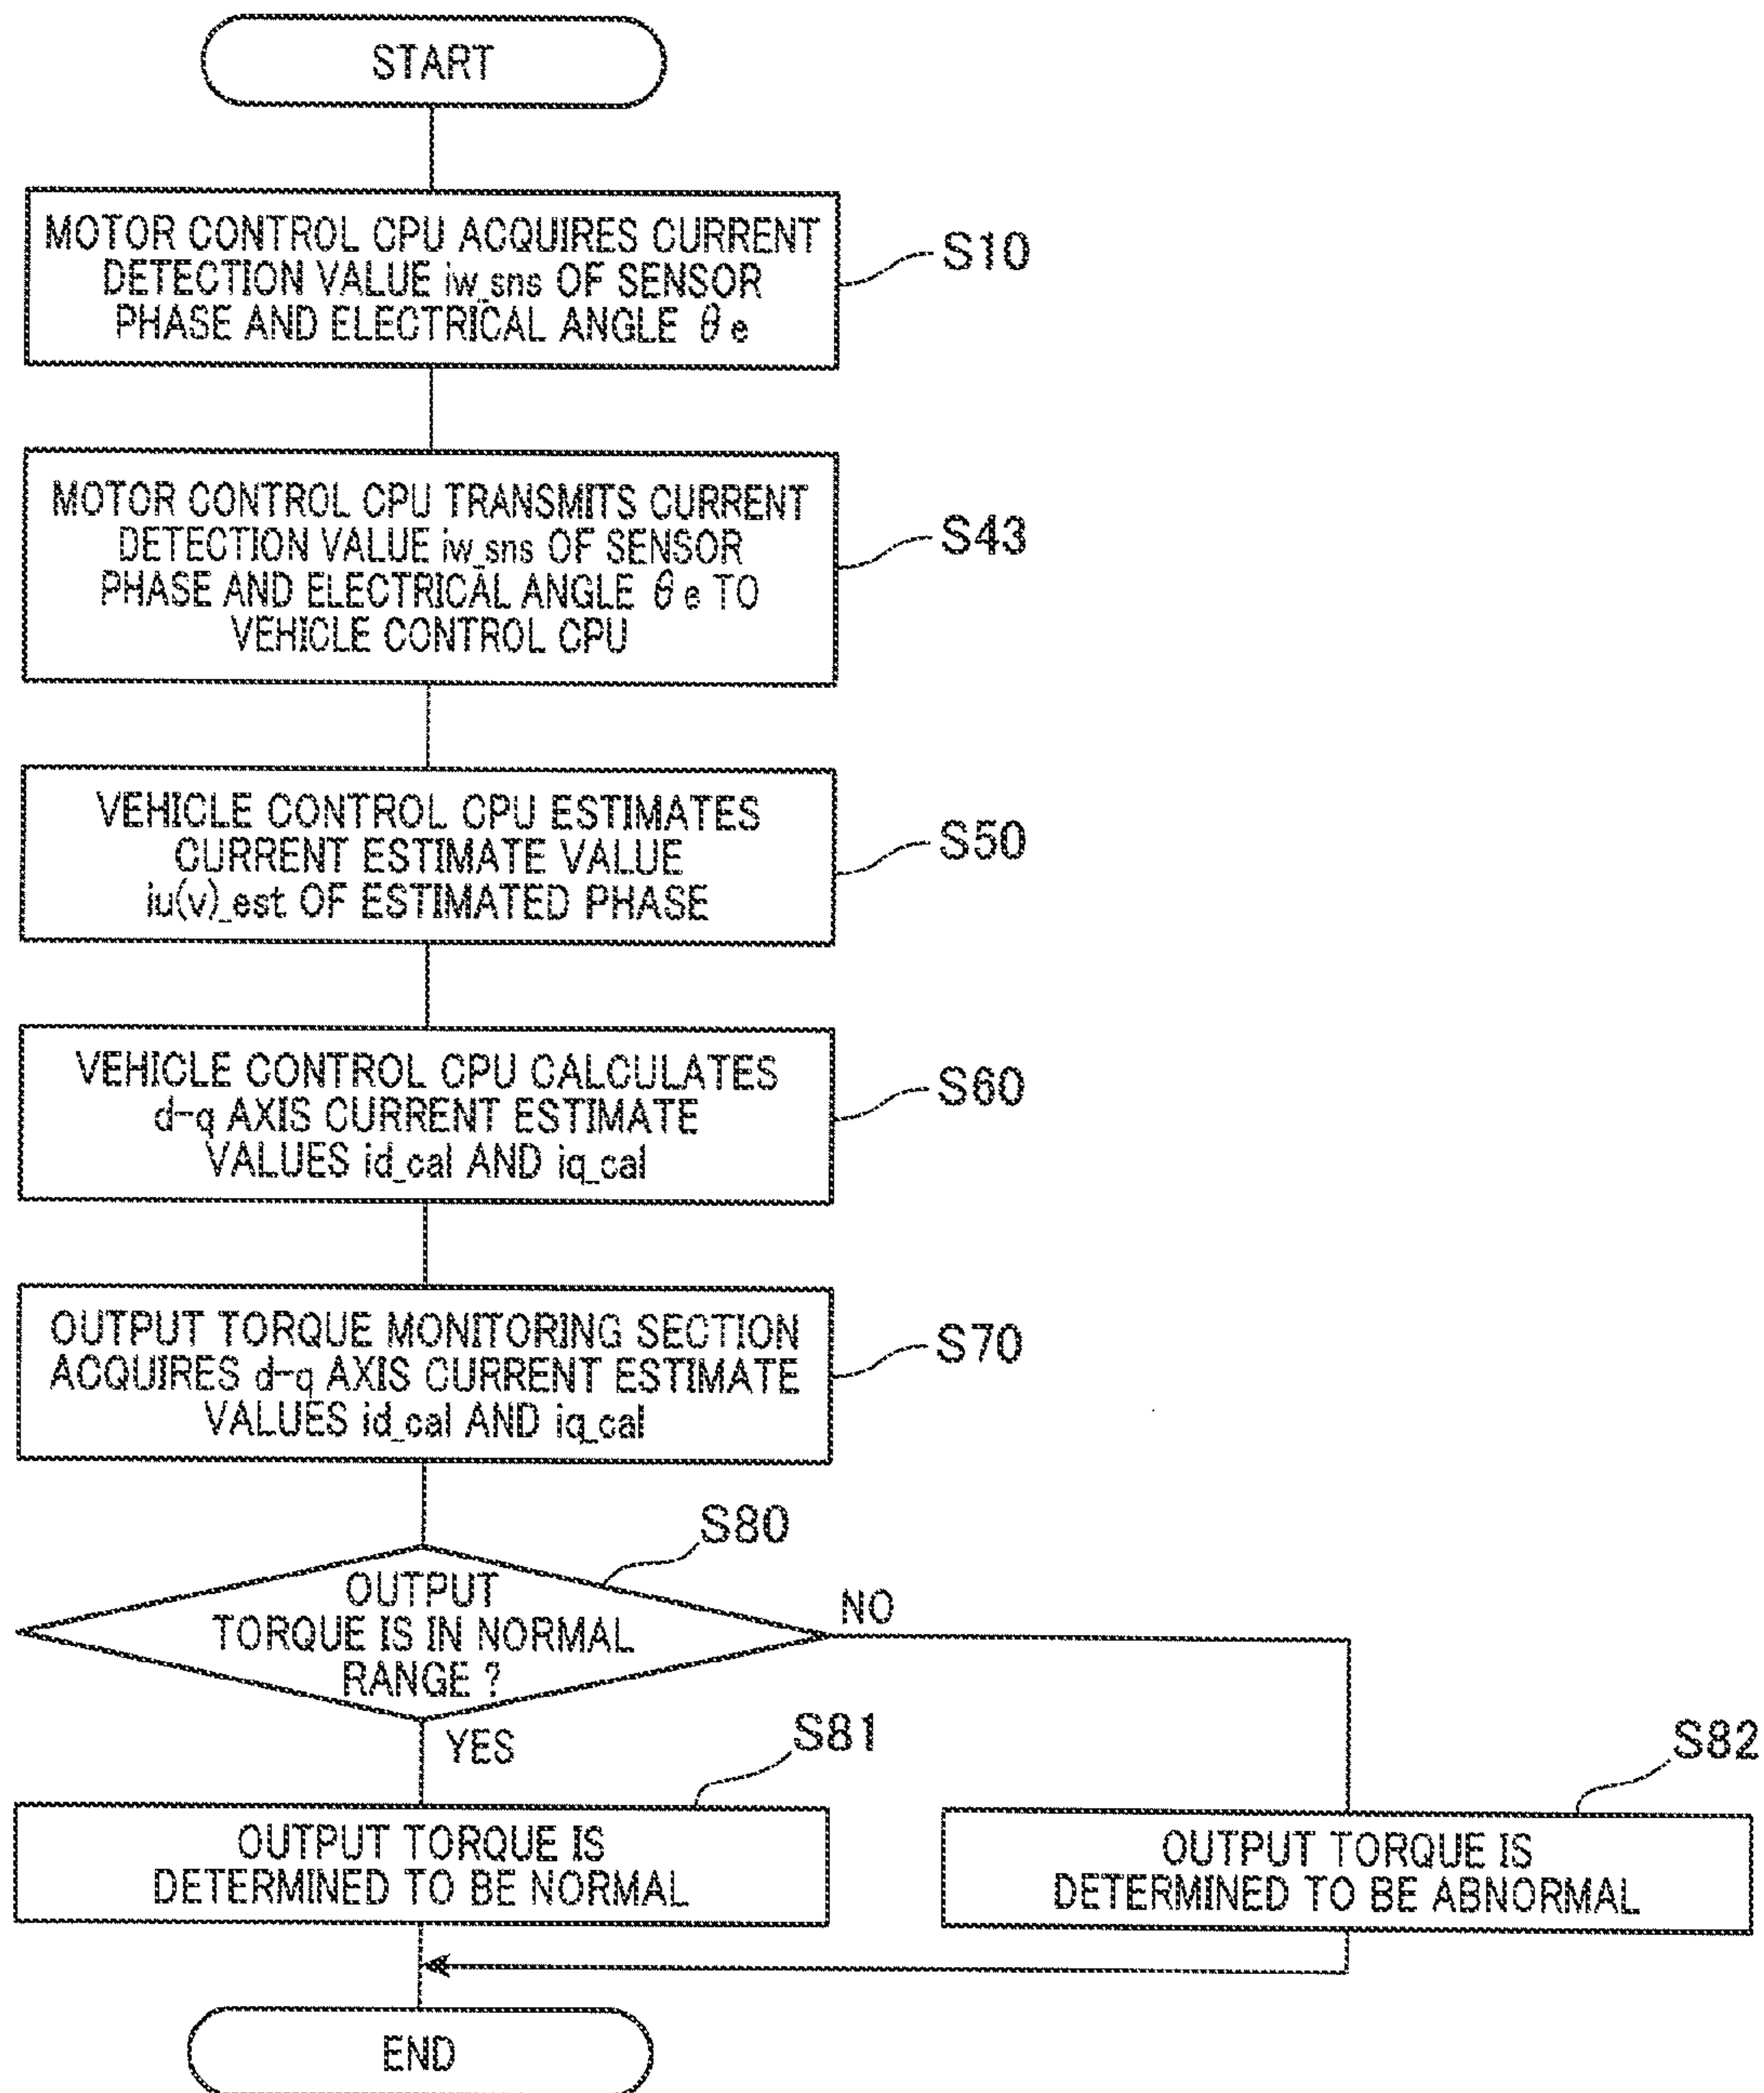 START
MOTOR CONTROL CPU ACQUIRES CURRENT
DETECTION VALUE iw_sns OF SENSOR
PHASE AND ELECTRICAL ANGLE θe
S10
MOTOR CONTROL CPU TRANSMITS CURRENT
DETECTION VALUE iw_sns OF SENSOR
PHASE AND ELECTRICAL ANGLE θe TO
VEHICLE CONTROL CPU
S43
VEHICLE CONTROL CPU ESTIMATES
CURRENT ESTIMATE VALUE
iu(v)_est OF ESTIMATED PHASE
S50
VEHICLE CONTROL CPU CALCULATES
d-q AXIS CURRENT ESTIMATE
VALUES id_cal AND iq_cal
S60
OUTPUT TORQUE MONITORING SECTION
ACQUIRES d-q AXIS CURRENT ESTIMATE
VALUES id_cal AND iq_cal
S70
S80
OUTPUT
TORQUE IS IN NORMAL
RANGE ?
NO
YES
S81
OUTPUT TORQUE IS
DETERMINED TO BE NORMAL
S82
OUTPUT TORQUE IS
DETERMINED TO BE ABNORMAL
END